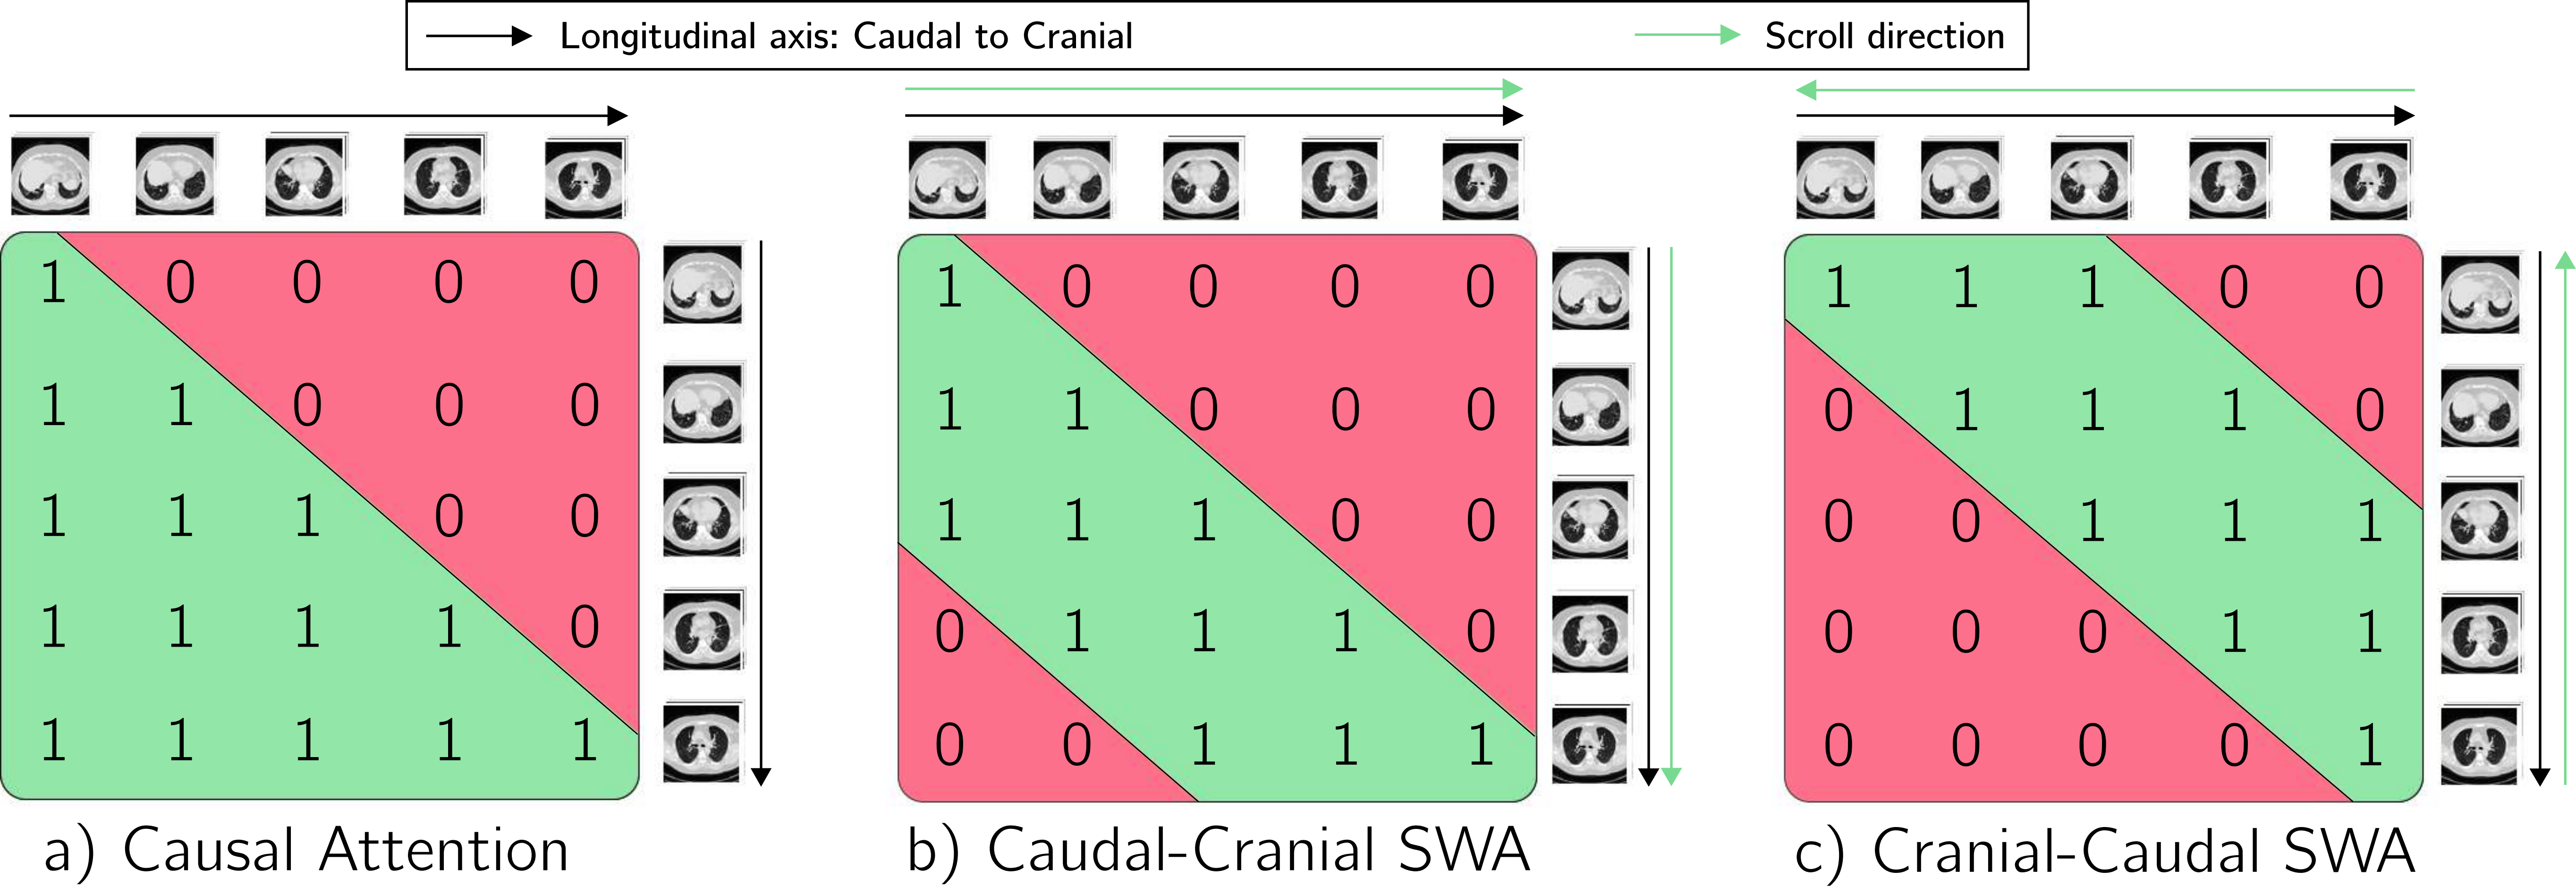 Longitudinal axis: Caudal to Cranial
Scroll direction
1 0 0 0 0
1 1 0 0 0
1 1 1 0 0
1 1 1 1 0
1 1 1 1 1
a) Causal Attention
1 0 0 0 0
1 1 0 0 0
1 1 1 0 0
0 1 1 1 0
0 0 1 1 1
b) Caudal-Cranial SWA
1 1 1 0 0
0 1 1 1 0
0 0 1 1 1
0 0 0 1 1
0 0 0 0 1
c) Cranial-Caudal SWA